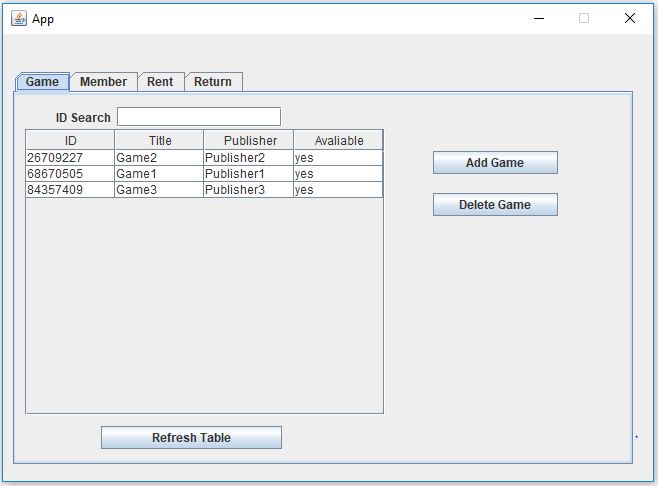 App
Game Member Rent Return
ID Search
ID Title Publisher Avaliable
26709227 Game2 Publisher2 yes
68670505 Game1 Publisher1 yes
84357409 Game3 Publisher3 yes
Add Game
Delete Game
Refresh Table